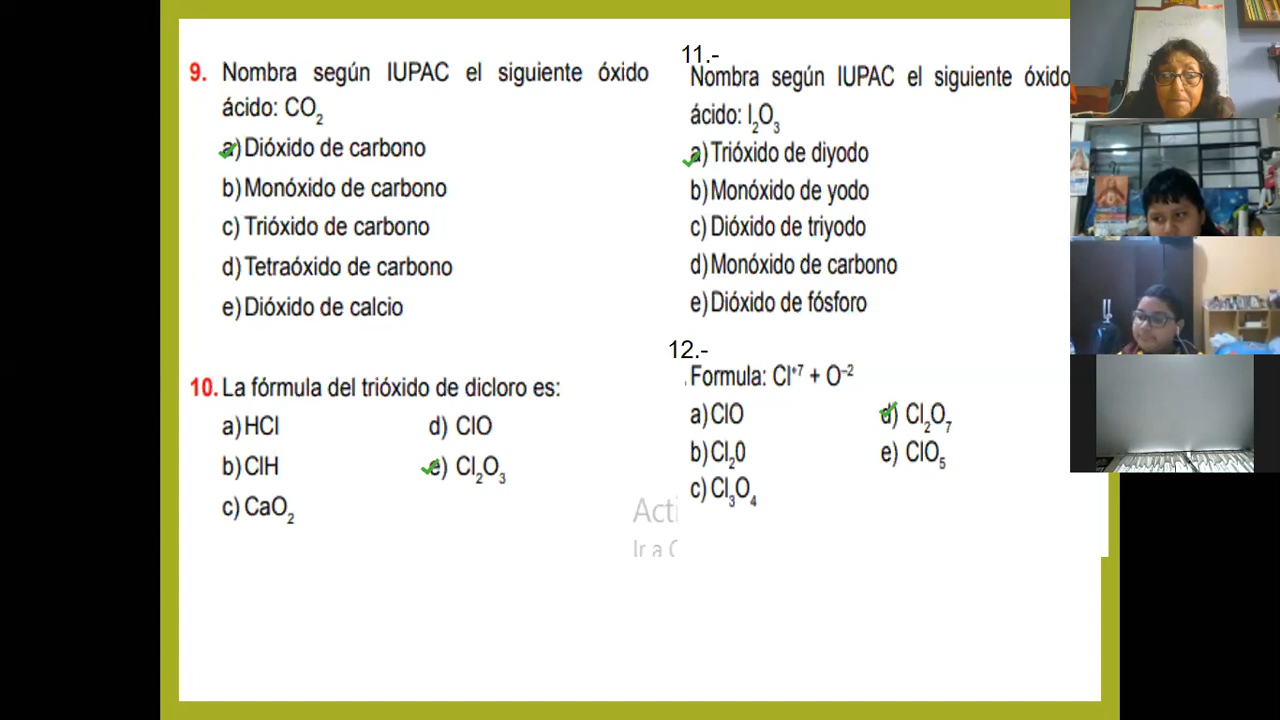 9. Nombra según IUPAC el siguiente óxido
ácido: CO₂
a) Dióxido de carbono
b) Monóxido de carbono
c) Trióxido de carbono
d) Tetraóxido de carbono
e) Dióxido de calcio
10. La fórmula del trióxido de dicloro es:
a) HCl d) ClO
b) ClH e) Cl₂O₃
c) CaO₂
11.-
Nombra según IUPAC el siguiente óxido
ácido: I₂O₃
a) Trióxido de diyodo
b) Monóxido de yodo
c) Dióxido de triyodo
d) Monóxido de carbono
e) Dióxido de fósforo
12.-
Formula: Cl⁺⁷ + O⁻²
a) ClO d) Cl₂O₇
b) Cl₂0 e) ClO₅
c) Cl₃O₄
Acti
Ir a C